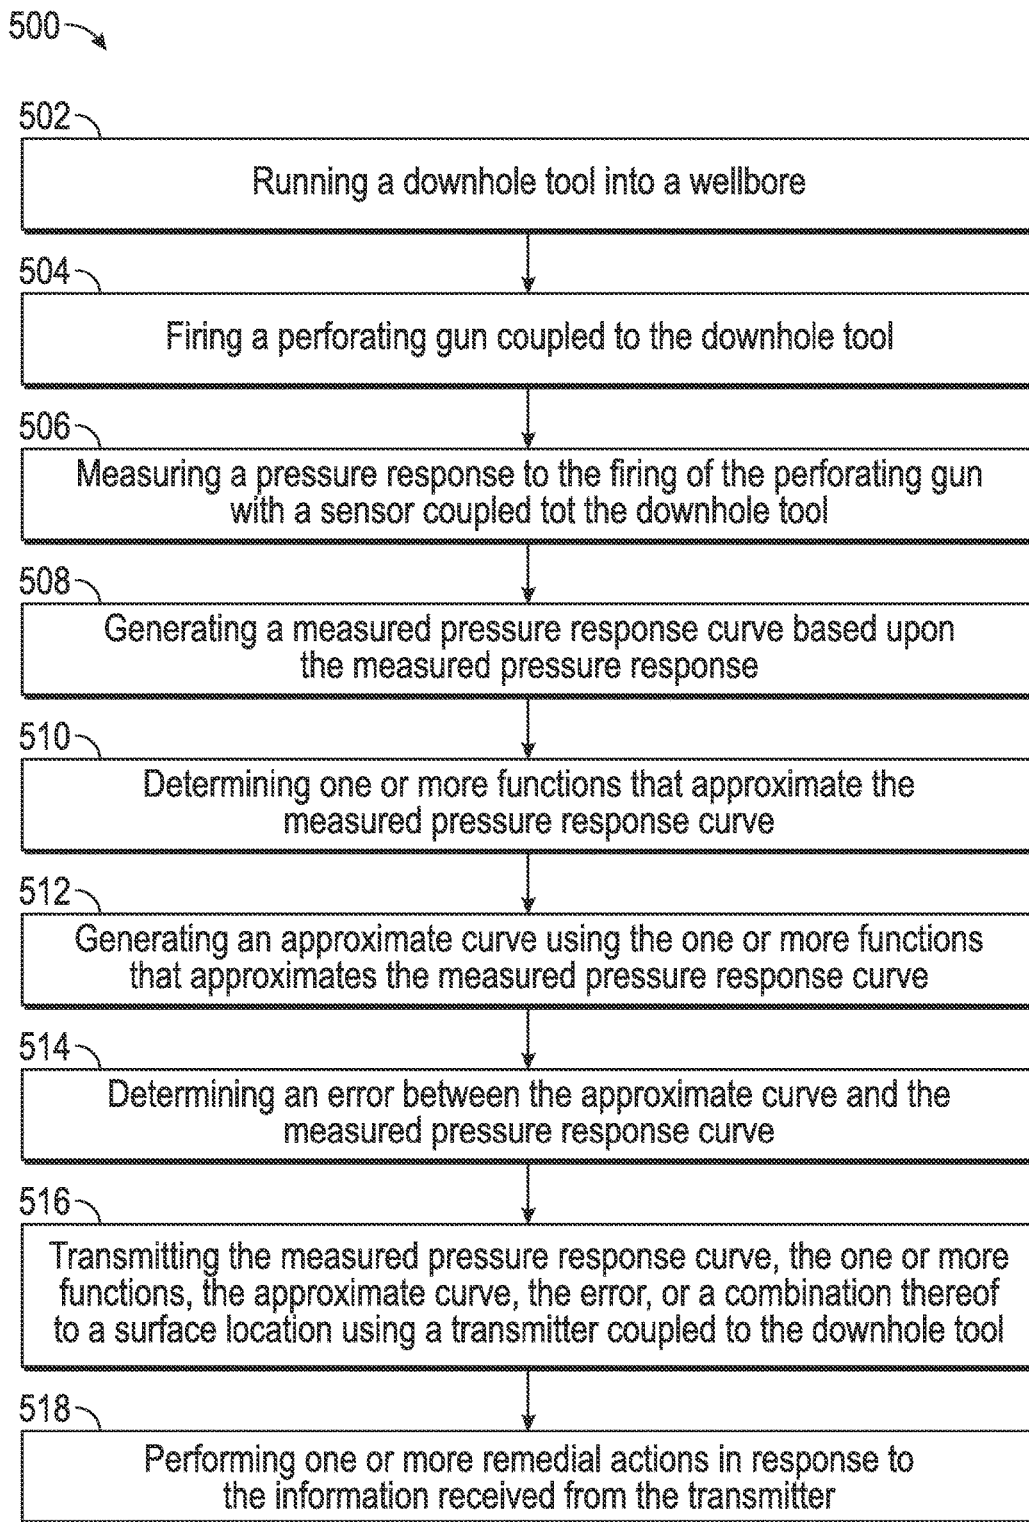 500
502
Running a downhole tool into a wellbore
504
Firing a perforating gun coupled to the downhole tool
506
Measuring a pressure response to the firing of the perforating gun
with a sensor coupled tot the downhole tool
508
Generating a measured pressure response curve based upon
the measured pressure response
510
Determining one or more functions that approximate the
measured pressure response curve
512
Generating an approximate curve using the one or more functions
that approximates the measured pressure response curve
514
Determining an error between the approximate curve and the
measured pressure response curve
516
Transmitting the measured pressure response curve, the one or more
functions, the approximate curve, the error, or a combination thereof
to a surface location using a transmitter coupled to the downhole tool
518
Performing one or more remedial actions in response to
the information received from the transmitter